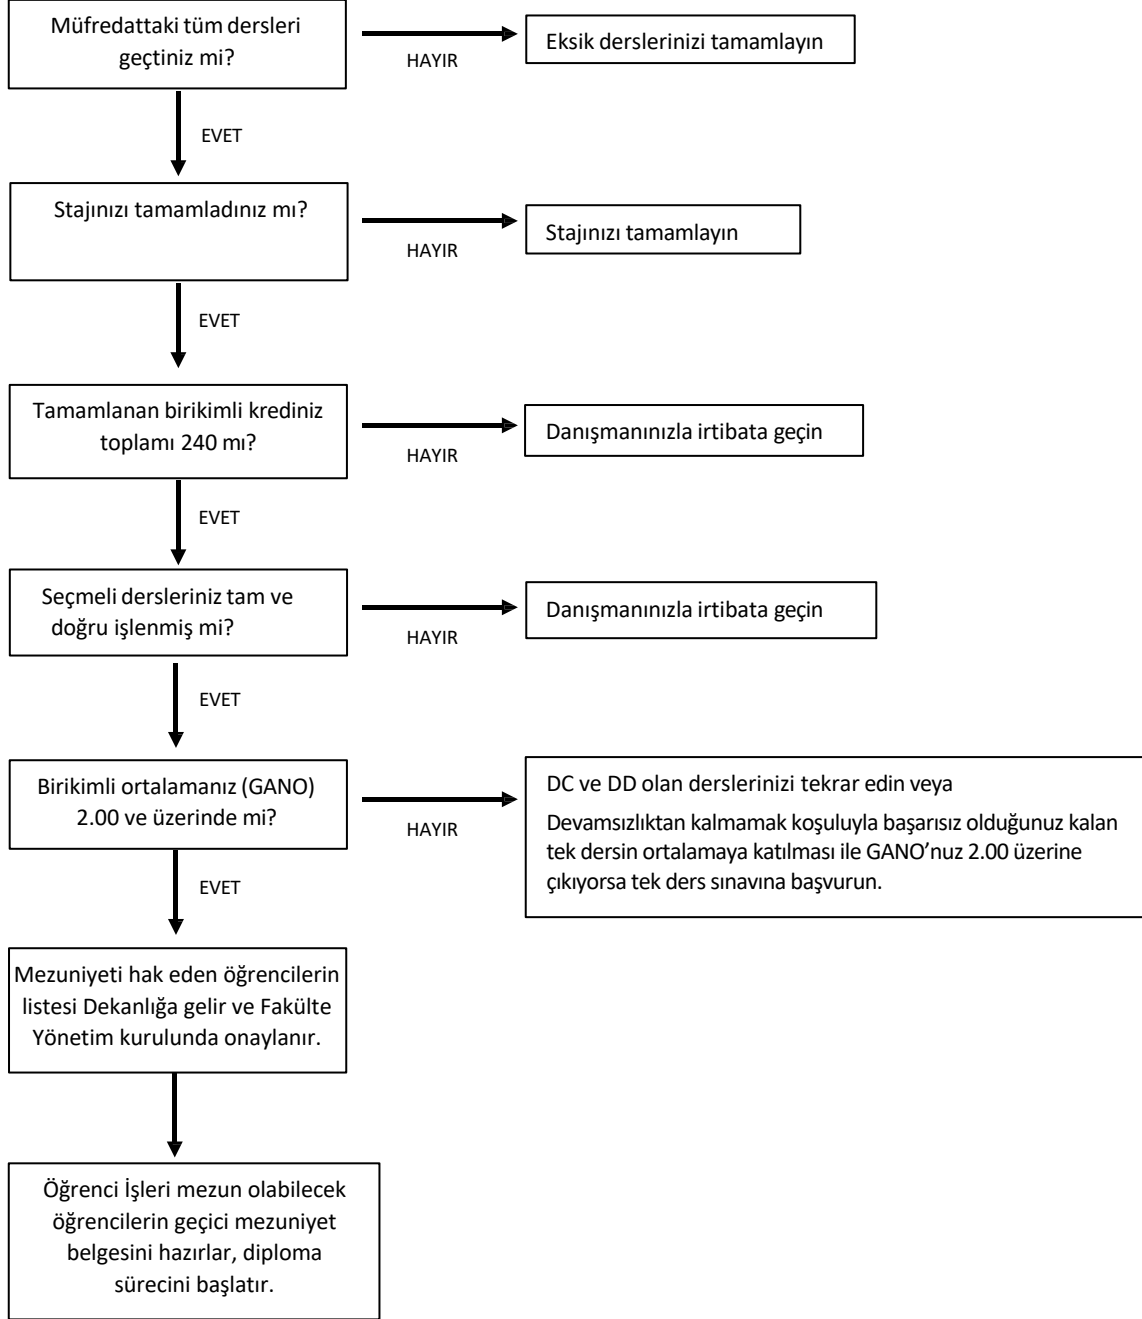 Müfredattaki tüm dersleri
geçtiniz mi?
HAYIR
Eksik derslerinizi tamamlayın
EVET
Stajınızı tamamladınız mı?
HAYIR
Stajınızı tamamlayın
EVET
Tamamlanan birikimli krediniz
toplamı 240 mı?
HAYIR
Danışmanınızla irtibata geçin
EVET
Seçmeli dersleriniz tam ve
doğru işlenmiş mi?
HAYIR
Danışmanınızla irtibata geçin
EVET
Birikimli ortalamanız (GANO)
2.00 ve üzerinde mi?
HAYIR
DC ve DD olan derslerinizi tekrar edin veya
Devamsızlıktan kalmamak koşuluyla başarısız olduğunuz kalan
tek dersin ortalamaya katılması ile GANO’nuz 2.00 üzerine
çıkıyorsa tek ders sınavına başvurun.
EVET
Mezuniyeti hak eden öğrencilerin
listesi Dekanlığa gelir ve Fakülte
Yönetim kurulunda onaylanır.
Öğrenci İşleri mezun olabilecek
öğrencilerin geçici mezuniyet
belgesini hazırlar, diploma
sürecini başlatır.